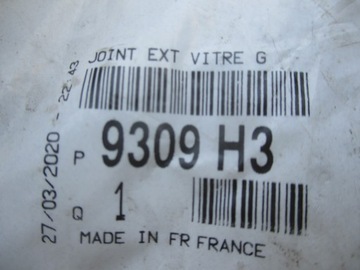 JOINT EXT VITRE G
P 9309 H3
Q 1
MADE IN FR FRANCE
27/03/2020 - 22:43